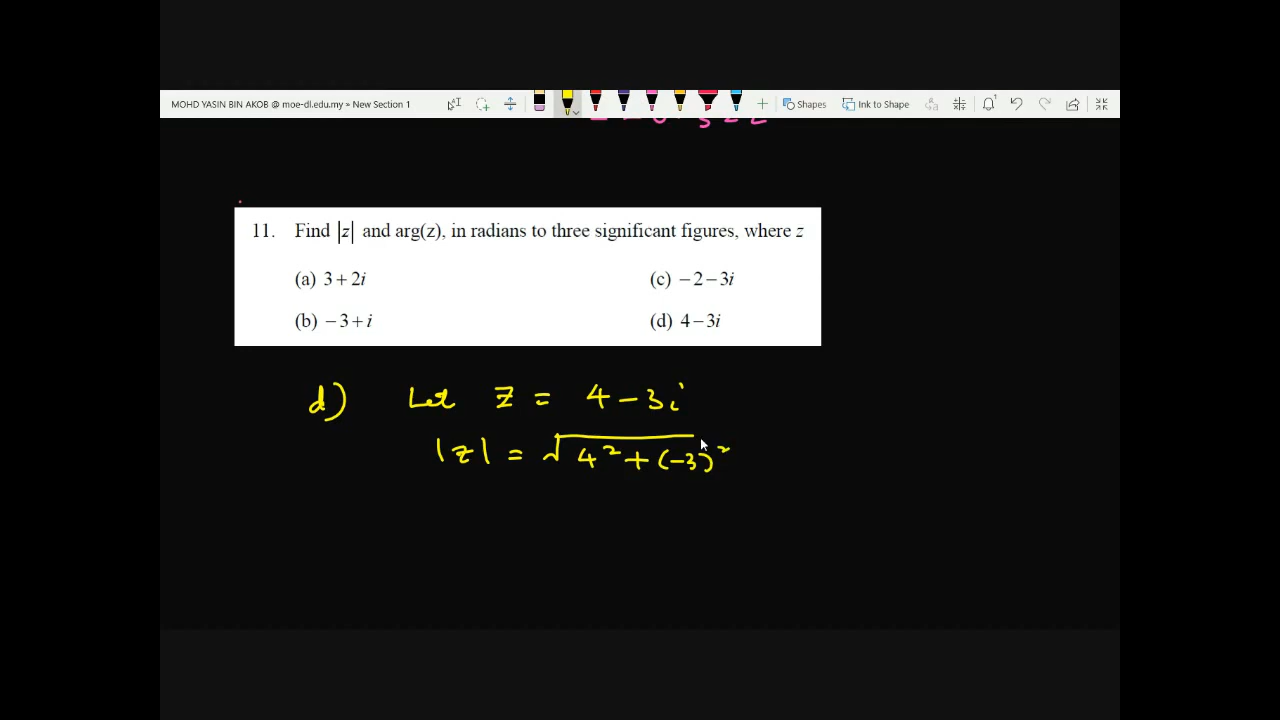 MOHD YASIN BIN AKOB @ moe-dl.edu.my » New Section 1
Shapes
Ink to Shape
11. Find |z| and arg(z), in radians to three significant figures, where z
(a) 3 + 2i
(c) −2 − 3i
(b) −3 + i
(d) 4 − 3i
d) Let z = 4 − 3i
|z| = √4² + (−3)²